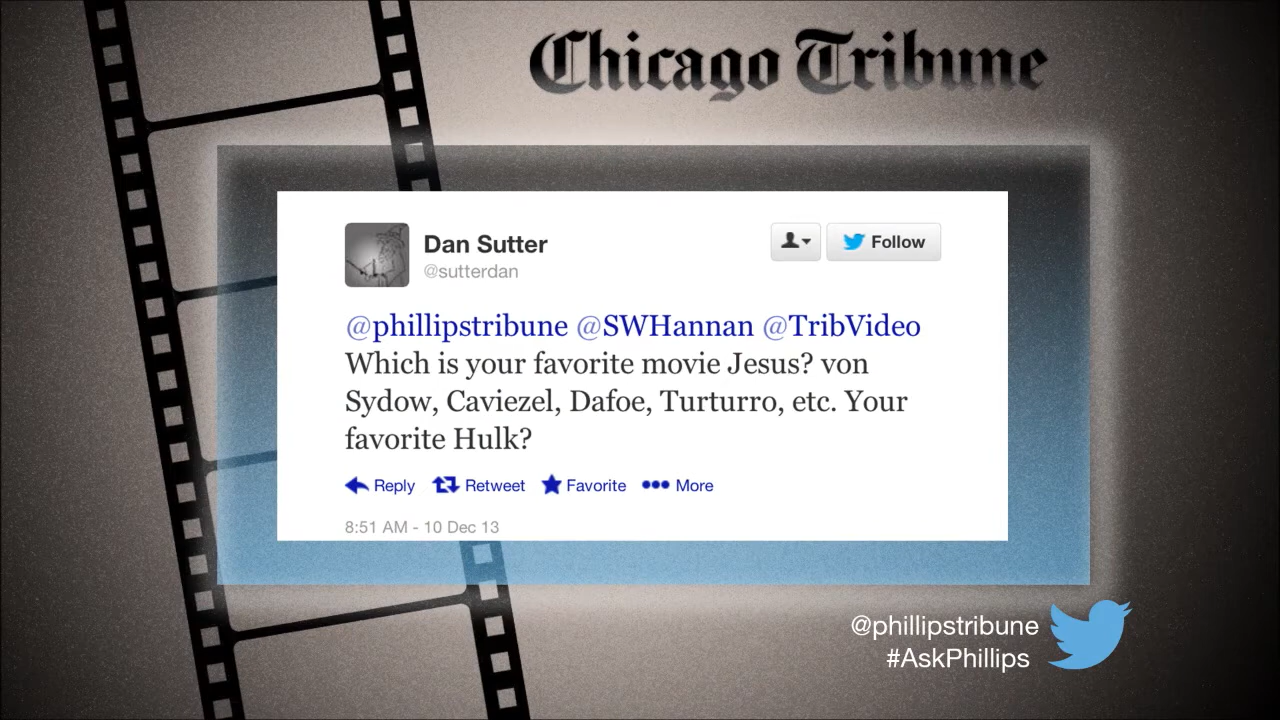 Chicago Tribune
Dan Sutter
@sutterdan
Follow
@phillipstribune @SWHannan @TribVideo
Which is your favorite movie Jesus? von
Sydow, Caviezel, Dafoe, Turturro, etc. Your
favorite Hulk?
Reply Retweet Favorite More
8:51 AM - 10 Dec 13
@phillipstribune
#AskPhillips